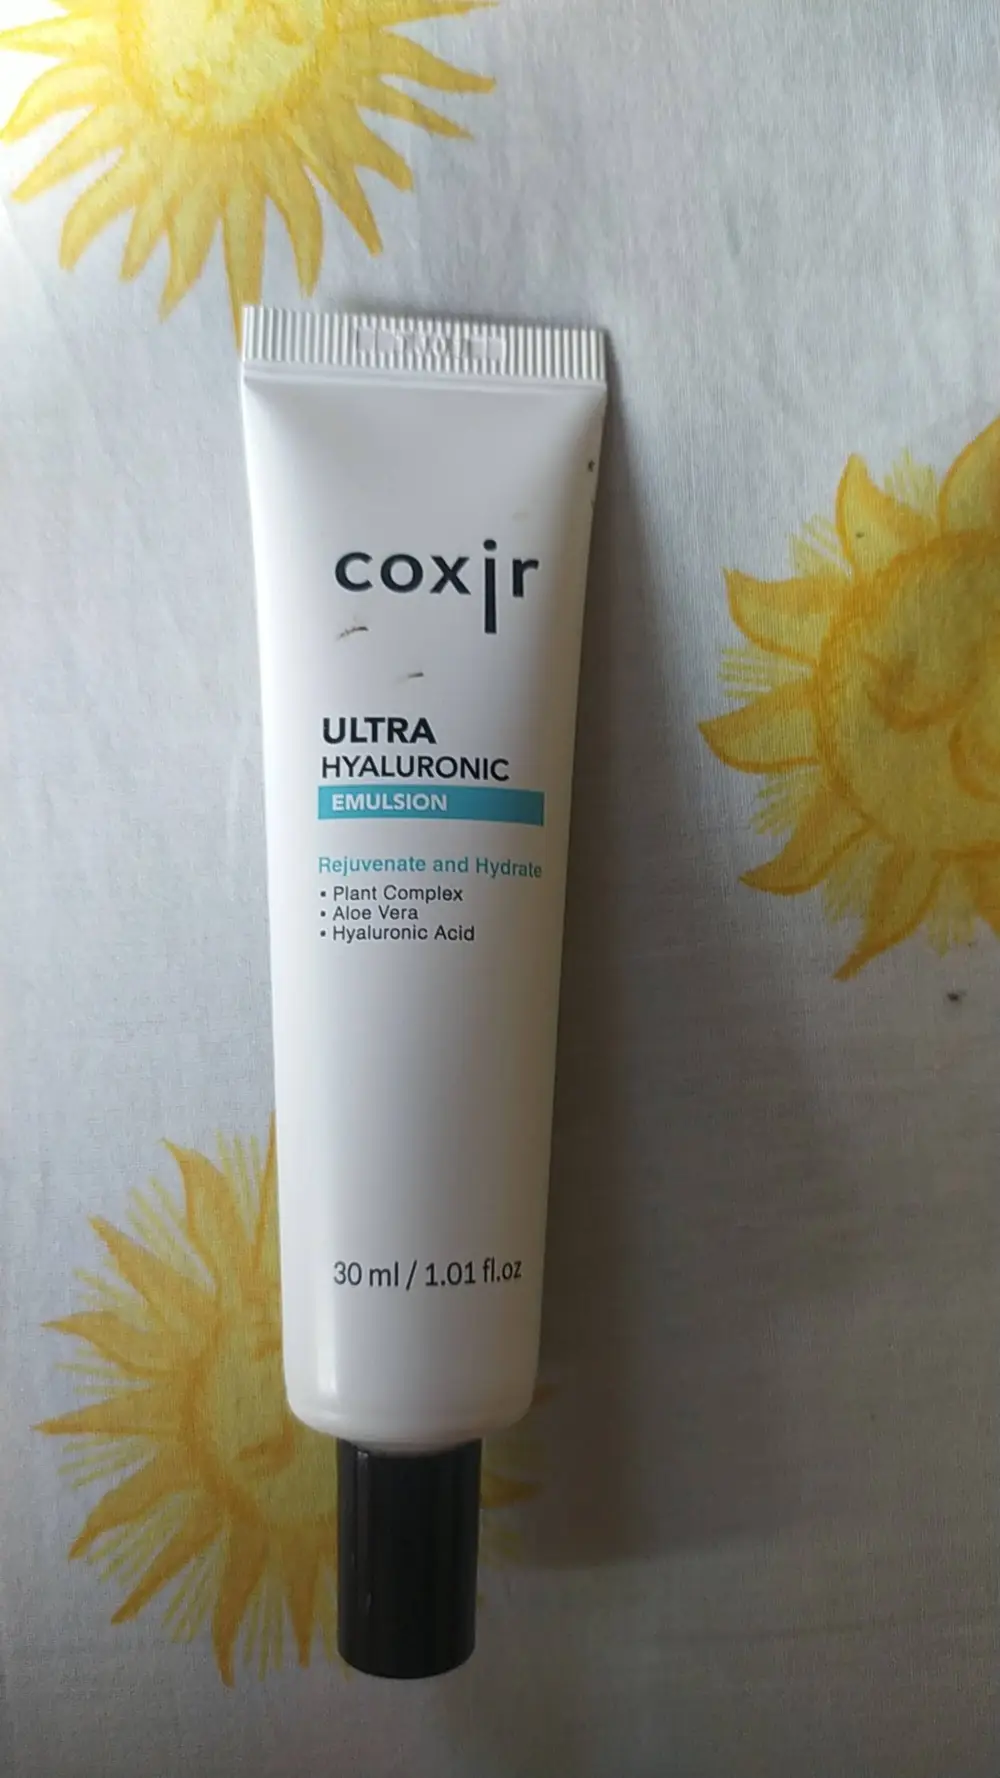 coxir
ULTRA
HYALURONIC
EMULSION
Rejuvenate and Hydrate
• Plant Complex
• Aloe Vera
• Hyaluronic Acid
30 ml / 1.01 fl.oz